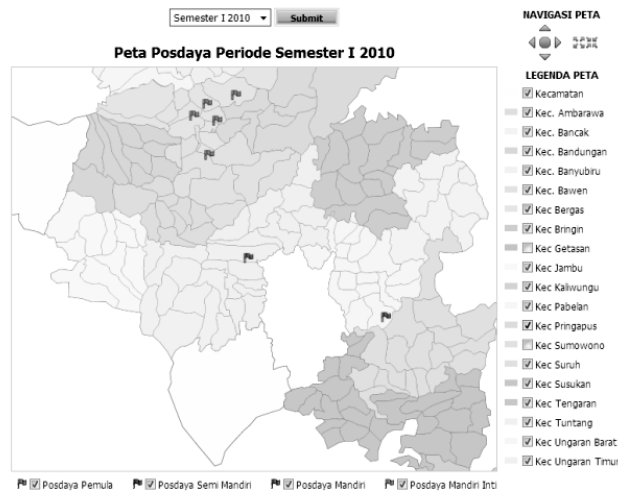 Semester I 2010 Submit
Peta Posdaya Periode Semester I 2010
NAVIGASI PETA
LEGENDA PETA
Kecamatan
Kec. Ambarawa
Kec. Bancak
Kec. Bandungan
Kec. Banyubiru
Kec. Bawen
Kec Bergas
Kec Bringin
Kec Getasan
Kec Jambu
Kec Kaliwungu
Kec Pabelan
Kec Pringapus
Kec Sumowono
Kec Suruh
Kec Susukan
Kec Tengaran
Kec Tuntang
Kec Ungaran Barat
Kec Ungaran Timur
Posdaya Pemula Posdaya Semi Mandiri Posdaya Mandiri Posdaya Mandiri Inti